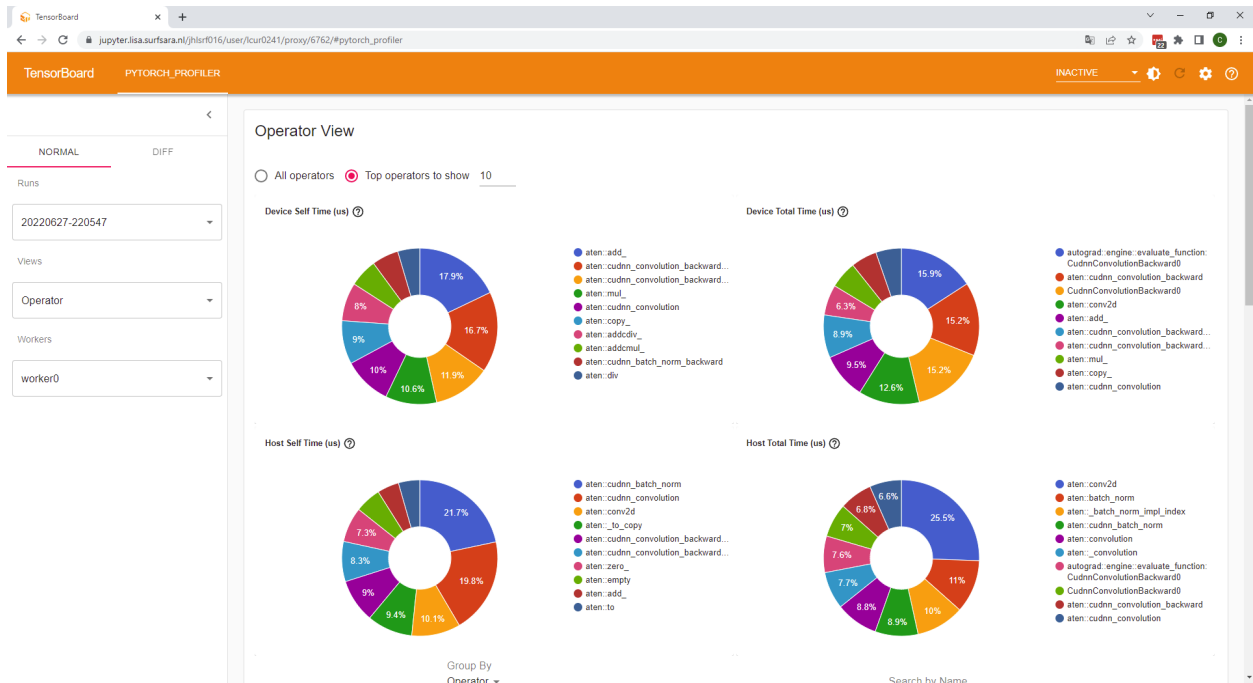 TensorBoard
jupyter.lisa.surfsara.nl/jhlsrf016/user/lcur0241/proxy/6762/#pytorch_profiler
22
C
TensorBoard
PYTORCH_PROFILER
INACTIVE
NORMAL
DIFF
Runs
20220627-220547
Views
Operator
Workers
worker0
Operator View
All operators
Top operators to show
10
Device Self Time (us)
17.9%
16.7%
11.9%
10.6%
10%
9%
8%
aten::add_
aten::cudnn_convolution_backward...
aten::cudnn_convolution_backward...
aten::mul_
aten::cudnn_convolution
aten::copy_
aten::addcdiv_
aten::addcmul_
aten::cudnn_batch_norm_backward
aten::div
Device Total Time (us)
15.9%
15.2%
15.2%
12.6%
9.5%
8.9%
6.3%
autograd::engine::evaluate_function:
CudnnConvolutionBackward0
aten::cudnn_convolution_backward
CudnnConvolutionBackward0
aten::conv2d
aten::add_
aten::cudnn_convolution_backward...
aten::cudnn_convolution_backward...
aten::mul_
aten::copy_
aten::cudnn_convolution
Host Self Time (us)
21.7%
19.8%
10.1%
9.4%
9%
8.3%
7.3%
aten::cudnn_batch_norm
aten::cudnn_convolution
aten::conv2d
aten::_to_copy
aten::cudnn_convolution_backward...
aten::cudnn_convolution_backward...
aten::zero_
aten::empty
aten::add_
aten::to
Host Total Time (us)
25.5%
11%
10%
8.9%
8.8%
7.7%
7.6%
7%
6.8%
6.6%
aten::conv2d
aten::batch_norm
aten::_batch_norm_impl_index
aten::cudnn_batch_norm
aten::convolution
aten::_convolution
autograd::engine::evaluate_function:
CudnnConvolutionBackward0
CudnnConvolutionBackward0
aten::cudnn_convolution_backward
aten::cudnn_convolution
Group By
Operator
Search by Name